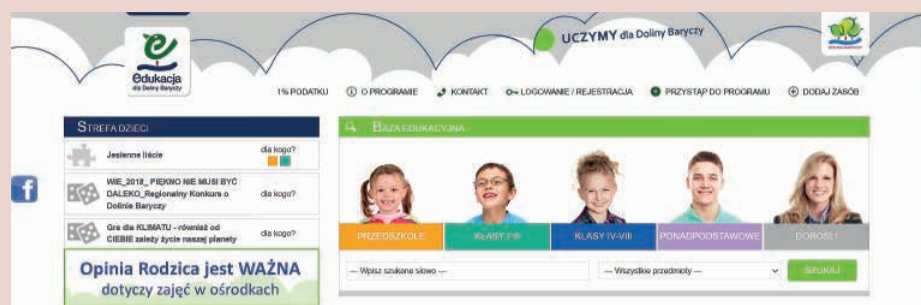 UCZYMY dla Doliny Baryczy
edukacja
dla Doliny Baryczy
1% PODATKU O PROGRAMIE KONTAKT LOGOWANIE / REJESTRACJA PRZYSTĄP DO PROGRAMU DODAJ ZASÓB
STREFA DZIECI
Jesienne liście dla kogo?
WIE_2018_ PIĘKNO NIE MUSI BYĆ
DALEKO_Regionalny Konkurs o
Dolinie Baryczy
dla kogo?
Gra dla KLIMATU - również od
CIEBIE zależy życie naszej planety
dla kogo?
Opinia Rodzica jest WAŻNA
dotyczy zajęć w ośrodkach
BAZA EDUKACYJNA
PRZEDSZKOLE KLASY I-III KLASY IV-VIII PONADPODSTAWOWE DOROŚLI
--- Wpisz szukane słowo --- --- Wszystkie przedmioty --- SZUKAJ
f